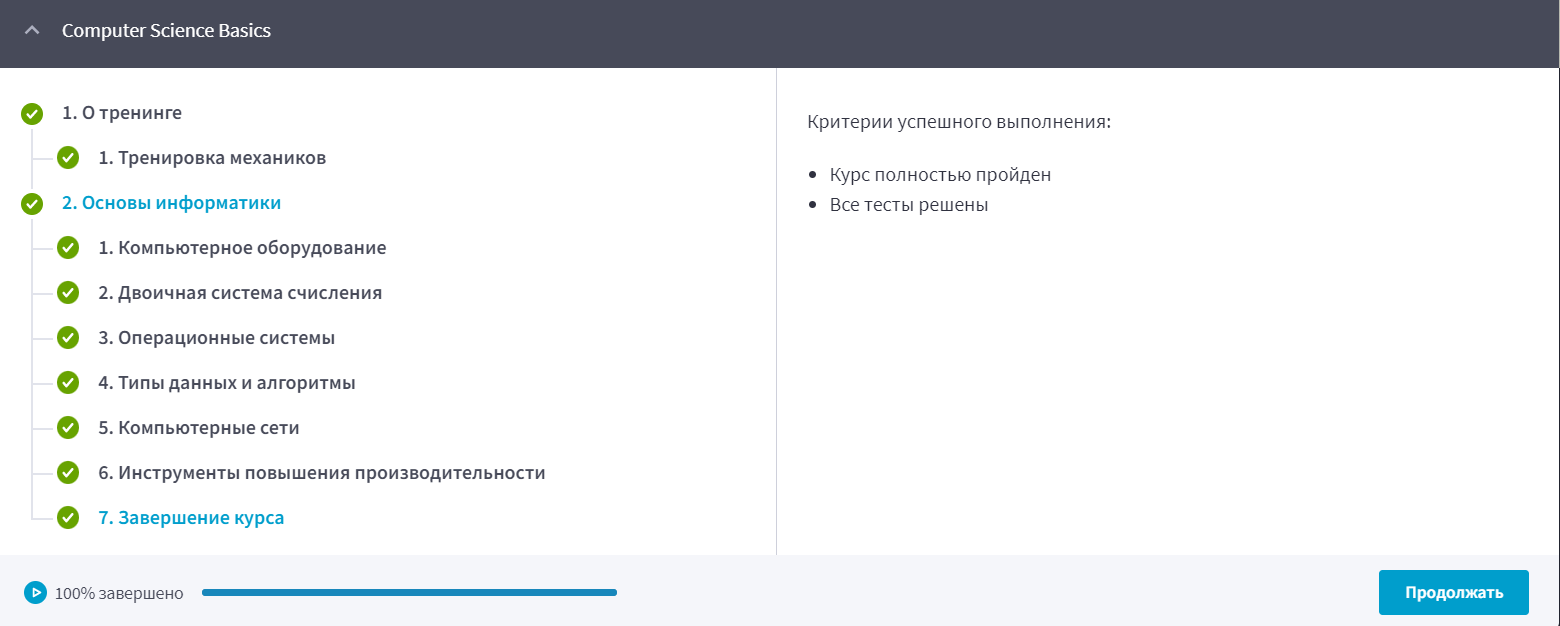 Computer Science Basics
1. О тренинге
1. Тренировка механиков
2. Основы информатики
1. Компьютерное оборудование
2. Двоичная система счисления
3. Операционные системы
4. Типы данных и алгоритмы
5. Компьютерные сети
6. Инструменты повышения производительности
7. Завершение курса
Критерии успешного выполнения:
Курс полностью пройден
Все тесты решены
100% завершено
Продолжать